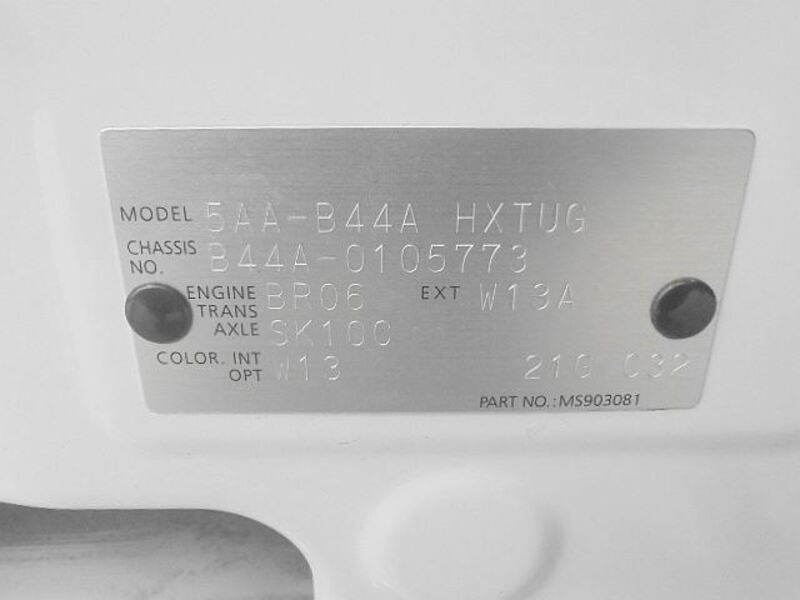 MODEL 5AA-B44A HXTUG
CHASSIS NO. B44A-0105773
ENGINE BR06 EXT W13A
TRANS AXLE SK10C
COLOR. INT W13 21G C32
OPT
PART NO.:MS903081